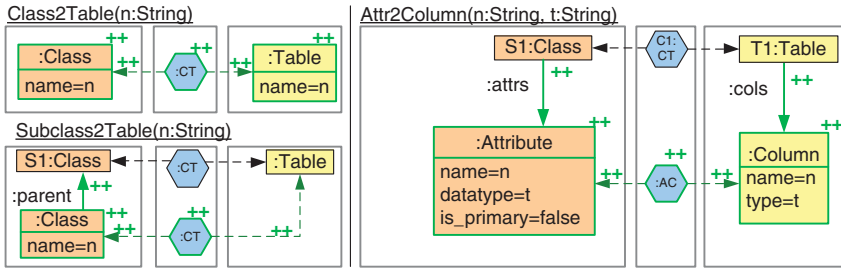 Class2Table(n:String)
++ ++ ++
:Class
name=n
++ :CT ++
:Table
name=n
Subclass2Table(n:String)
S1:Class
:CT
:Table
:parent
++
++ ++
:Class
name=n
++ :CT ++
Attr2Column(n:String, t:String)
S1:Class
C1:
CT
T1:Table
:attrs
++
:cols
++
++ ++
:Attribute
name=n
datatype=t
is_primary=false
++
++ :AC ++
:Column
name=n
type=t